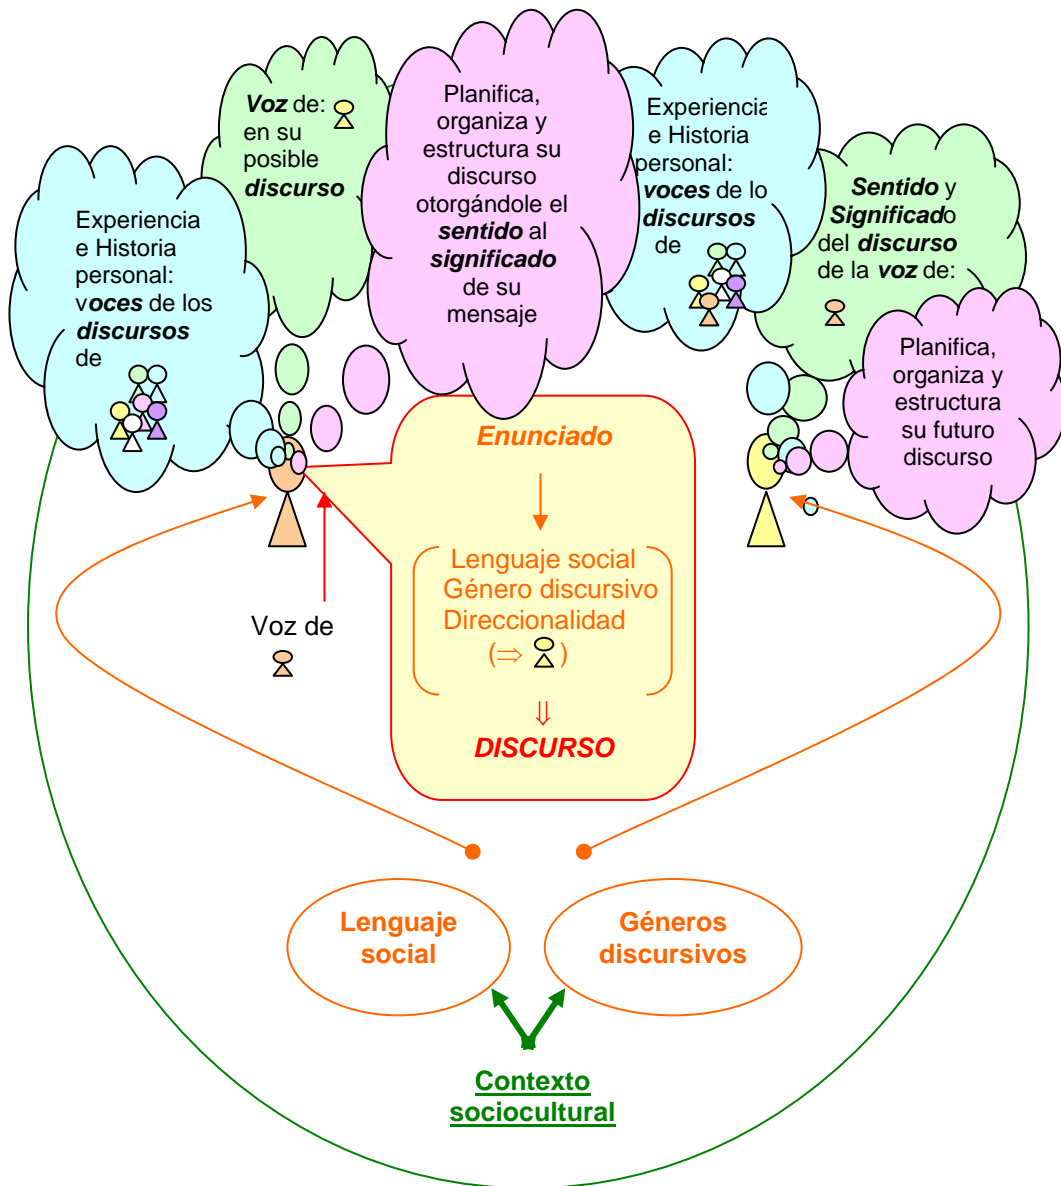 Experiencia
e Historia
personal:
voces de los
discursos
de
Voz de:
en su
posible
discurso
Planifica,
organiza y
estructura su
discurso
otorgándole el
sentido al
significado
de su
mensaje
Experiencia
e Historia
personal:
voces de lo
discursos
de
Sentido y
Significado
del discurso
de la voz de:
Planifica,
organiza y
estructura
su futuro
discurso
Enunciado
Lenguaje social
Género discursivo
Direccionalidad
(⇒ )
⇓
DISCURSO
Voz de
Lenguaje
social
Géneros
discursivos
Contexto
sociocultural